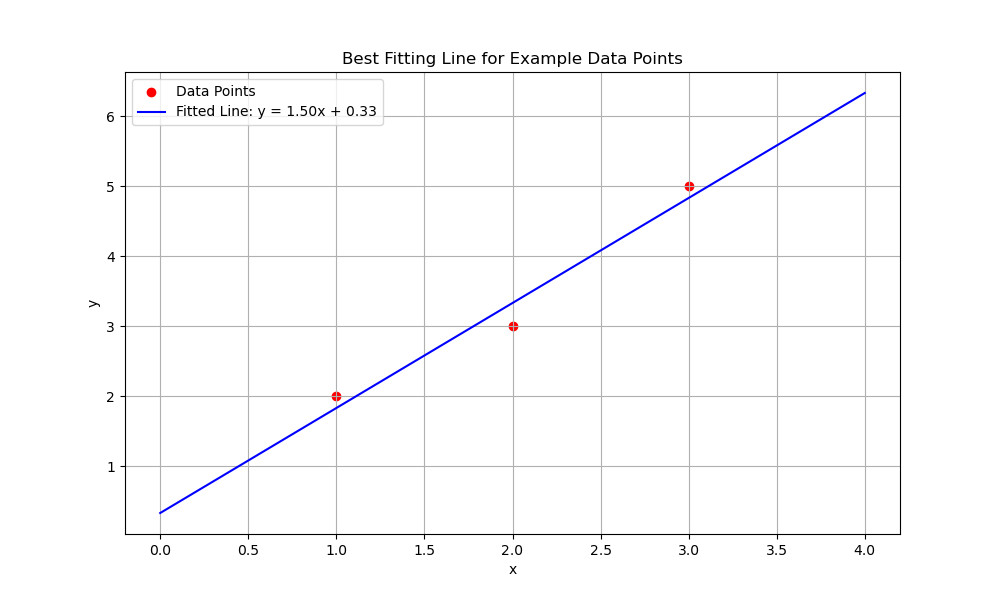 Best Fitting Line for Example Data Points
Data Points
Fitted Line: y = 1.50x + 0.33
y
6
5
4
3
2
1
0.0 0.5 1.0 1.5 2.0 2.5 3.0 3.5 4.0
x